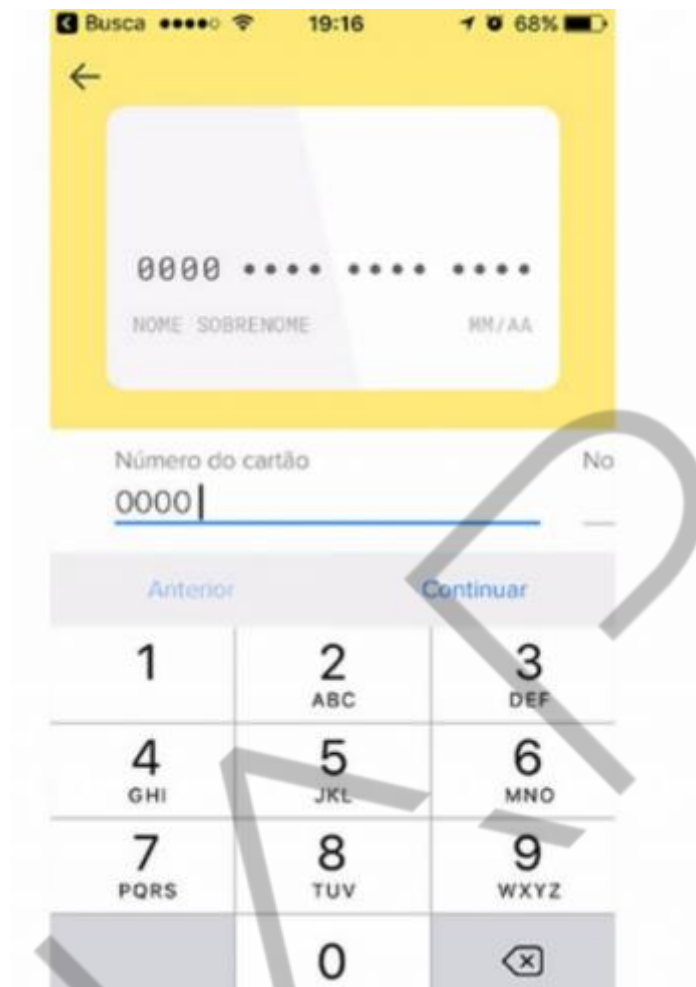 Busca 19:16 68%
0000 •••• •••• ••••
NOME SOBRENOME MM/AA
Número do cartão No
0000
Anterior Continuar
1 2 3
ABC DEF
4 5 6
GHI JKL MNO
7 8 9
PQRS TUV WXYZ
0